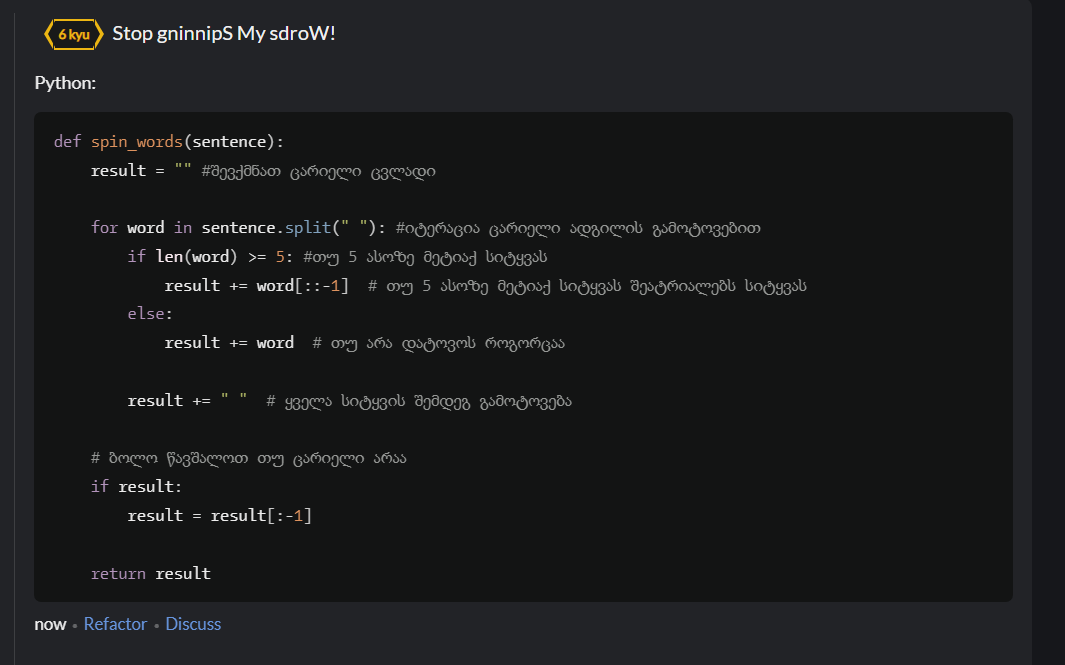 6 kyu Stop gninnipS My sdroW!
Python:
def spin_words(sentence):
    result = "" #შევქმნათ ცარიელი ცვლადი
    for word in sentence.split(" "): #იტერაცია ცარიელი ადგილის გამოტოვებით
        if len(word) >= 5: #თუ 5 ასოზე მეტიაქ სიტყვას
            result += word[::-1]  # თუ 5 ასოზე მეტიაქ სიტყვას შეატრიალებს სიტყვას
        else:
            result += word  # თუ არა დატოვოს როგორცაა
        result += " "  # ყველა სიტყვის შემდეგ გამოტოვება
    # ბოლო წავშალოთ თუ ცარიელი არაა
    if result:
        result = result[:-1]
    return result
now • Refactor • Discuss